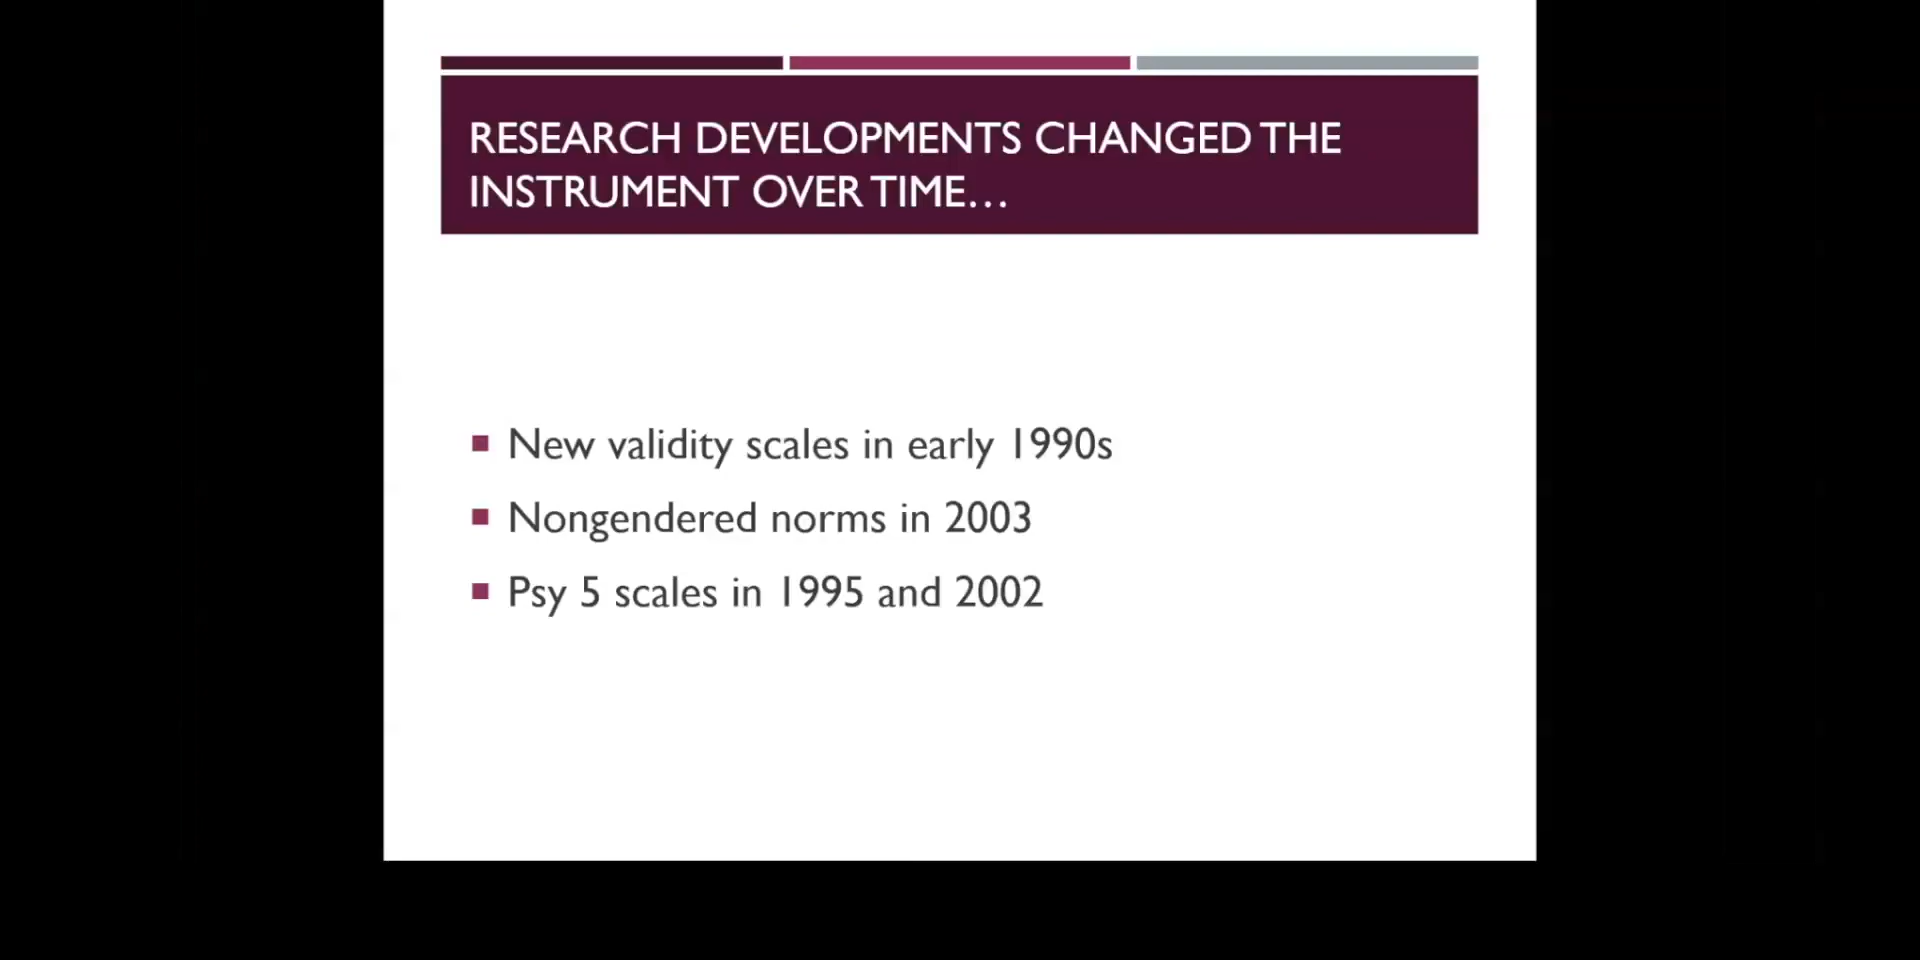 RESEARCH DEVELOPMENTS CHANGED THE
INSTRUMENT OVER TIME…
New validity scales in early 1990s
Nongendered norms in 2003
Psy 5 scales in 1995 and 2002